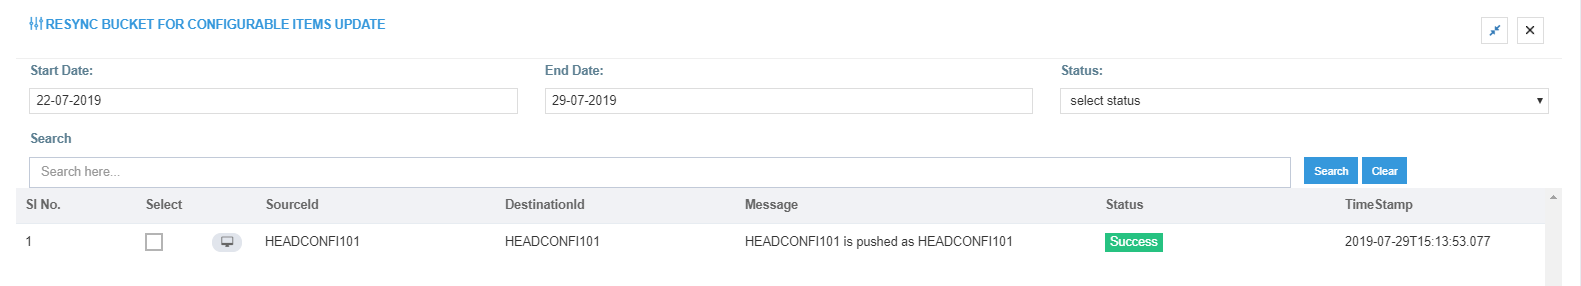 RESYNC BUCKET FOR CONFIGURABLE ITEMS UPDATE
Start Date: End Date: Status:
22-07-2019 29-07-2019 select status
Search
Search here... Search Clear
Sl No. Select SourceId DestinationId Message Status TimeStamp
1 HEADCONFI101 HEADCONFI101 HEADCONFI101 is pushed as HEADCONFI101 Success 2019-07-29T15:13:53.077